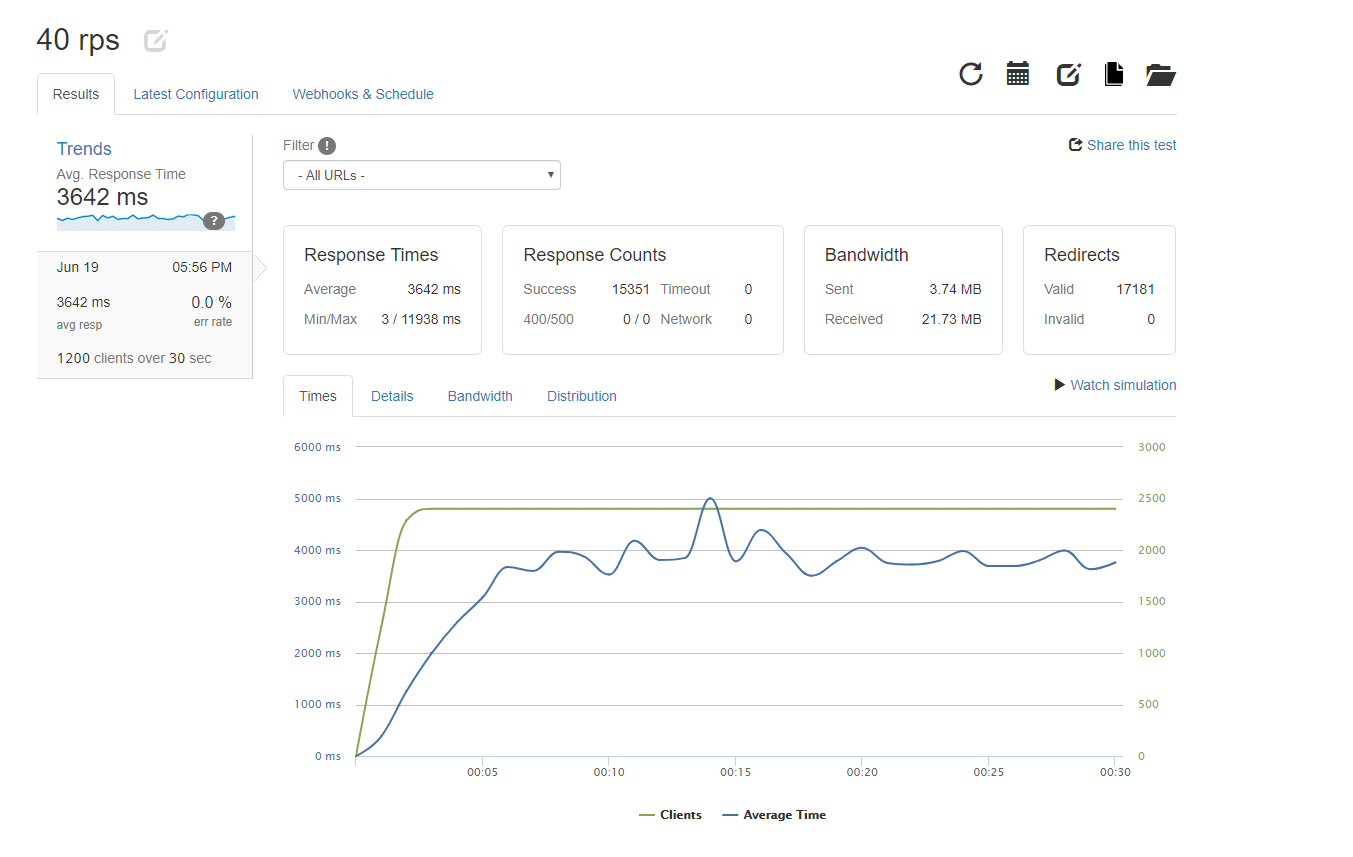 40 rps
Results Latest Configuration Webhooks & Schedule
Trends
Avg. Response Time
3642 ms
?
Jun 19 05:56 PM
3642 ms 0.0 %
avg resp err rate
1200 clients over 30 sec
Filter !
- All URLs -
Share this test
Response Times
Average 3642 ms
Min/Max 3 / 11938 ms
Response Counts
Success 15351 Timeout 0
400/500 0 / 0 Network 0
Bandwidth
Sent 3.74 MB
Received 21.73 MB
Redirects
Valid 17181
Invalid 0
Times Details Bandwidth Distribution
Watch simulation
6000 ms 3000
5000 ms 2500
4000 ms 2000
3000 ms 1500
2000 ms 1000
1000 ms 500
0 ms 0
00:05 00:10 00:15 00:20 00:25 00:30
Clients Average Time